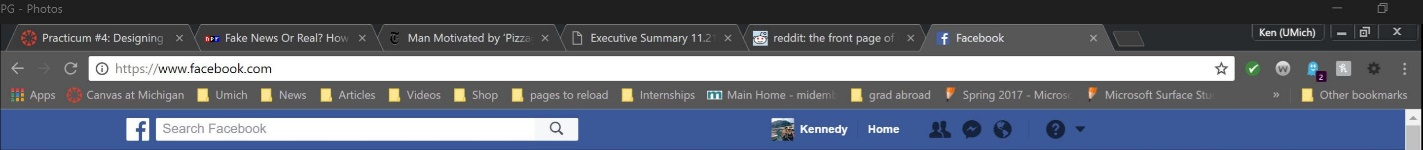 PG - Photos
Practicum #4: Designing
npr Fake News Or Real? How
Man Motivated by 'Pizza
Executive Summary 11.21
reddit: the front page of
Facebook
Ken (UMich)
https://www.facebook.com
W
2
Apps Canvas at Michigan Umich News Articles Videos Shop pages to reload Internships m Main Home - midemb grad abroad Spring 2017 - Microso Microsoft Surface Stu » Other bookmarks
f Search Facebook Kennedy Home ?